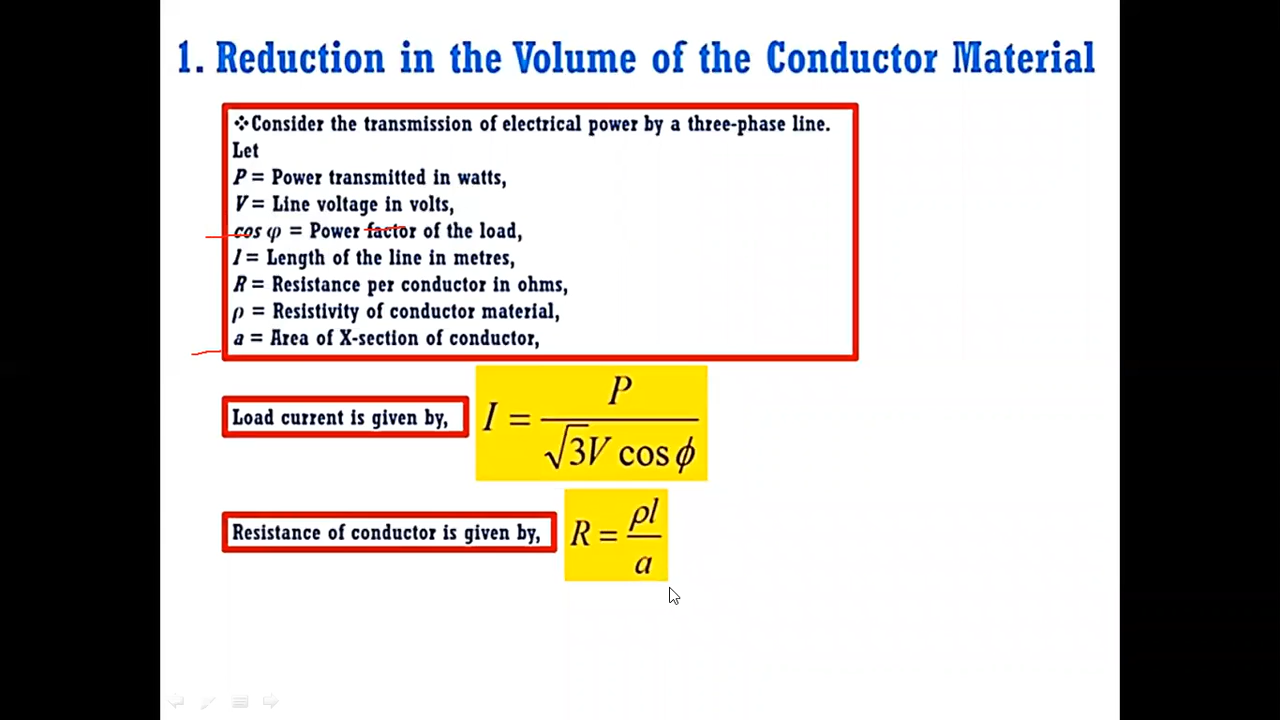 1. Reduction in the Volume of the Conductor Material
❖Consider the transmission of electrical power by a three-phase line.
Let
P = Power transmitted in watts,
V = Line voltage in volts,
cos φ = Power factor of the load,
l = Length of the line in metres,
R = Resistance per conductor in ohms,
ρ = Resistivity of conductor material,
a = Area of X-section of conductor,
Load current is given by, I = P / √3V cos ϕ
Resistance of conductor is given by, R = ρl / a